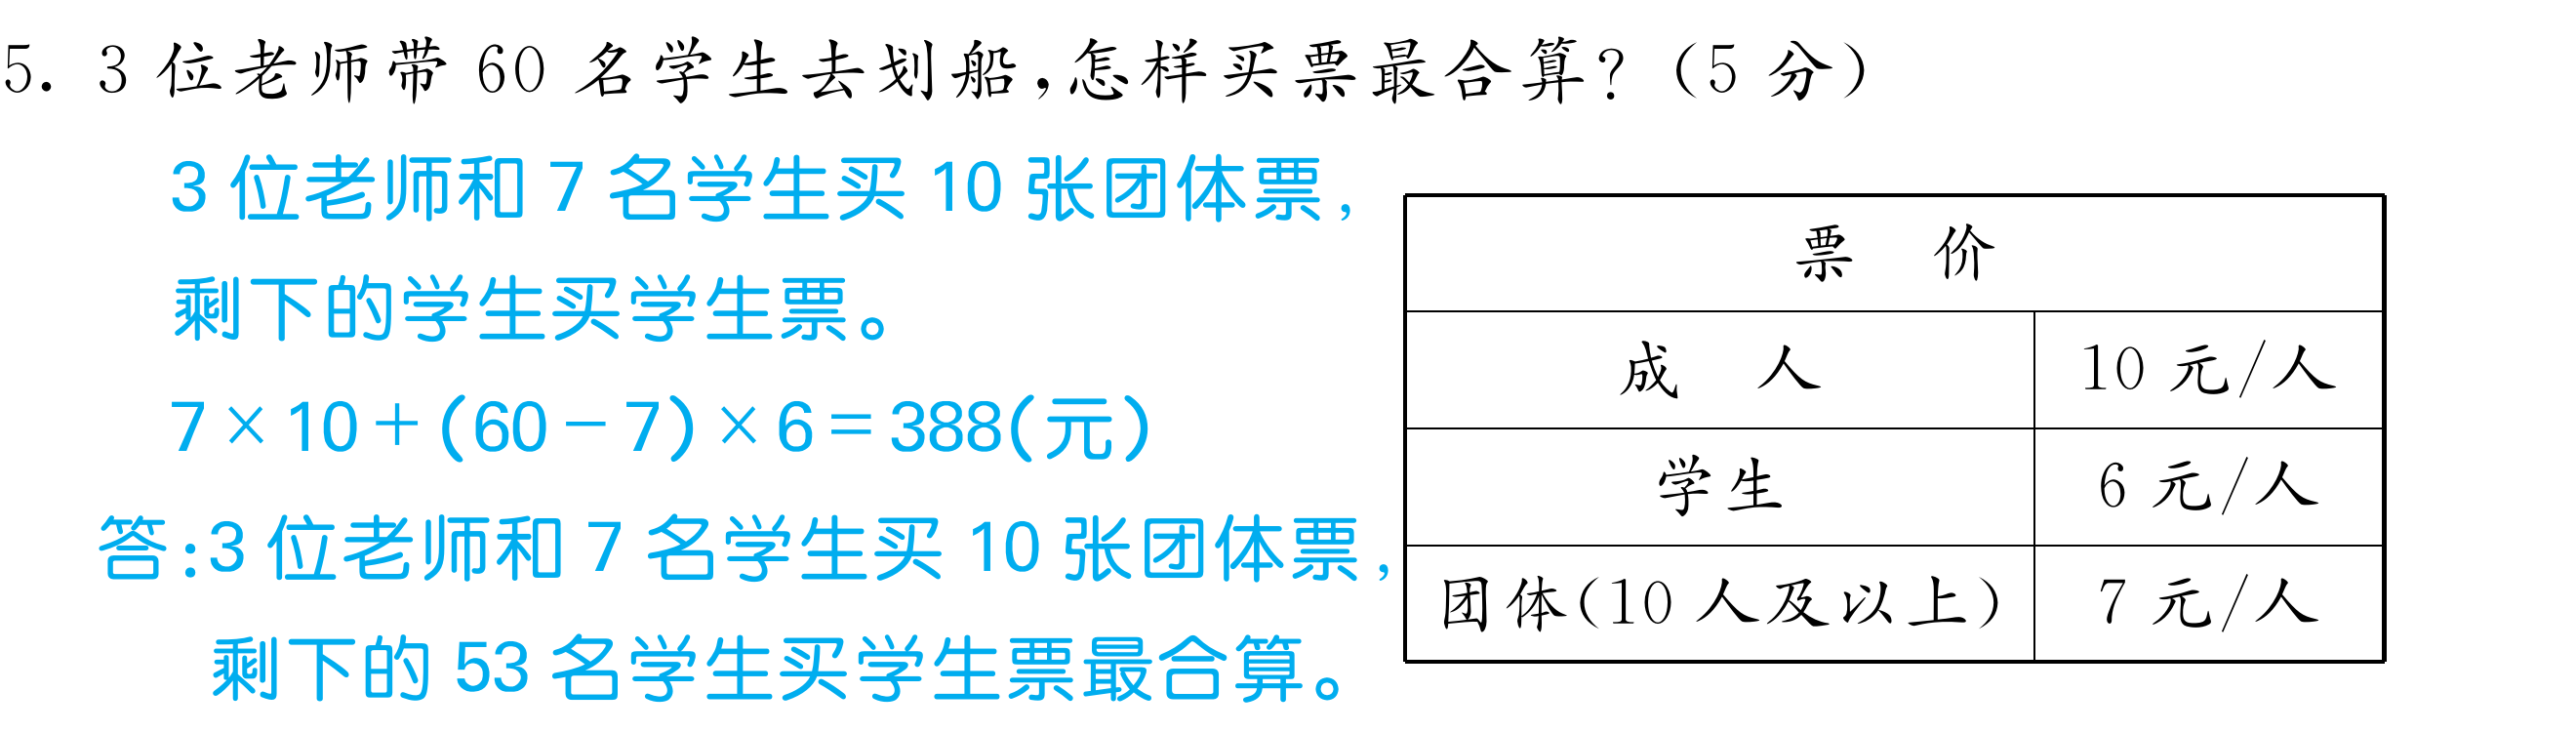 5. 3 位老师带 60 名学生去划船,怎样买票最合算?(5 分)
3 位老师和 7 名学生买 10 张团体票,
剩下的学生买学生票。
7×10+(60-7)×6=388(元)
答:3 位老师和 7 名学生买 10 张团体票,
剩下的 53 名学生买学生票最合算。
票 价
成 人 10 元/人
学生 6 元/人
团体(10 人及以上) 7 元/人